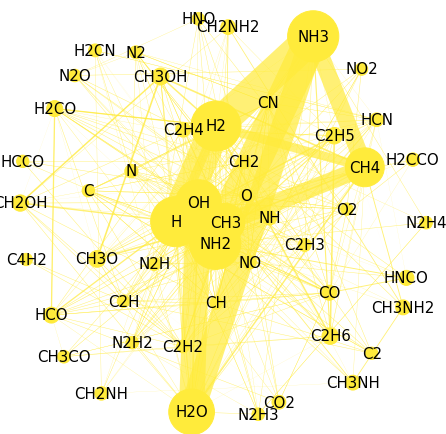 HNO
CH2NH2
NH3
H2CN
N2
NO2
N2O
CH3OH
CN
H2CO
HCN
C2H4
H2
C2H5
HCCO
CH2
H2CCO
CH4
N
C
O
CH2OH
OH
O2
H
CH3
NH
N2H4
NH2
C2H3
C4H2
CH3O
N2H
NO
HNCO
CO
C2H
CH
CH3NH2
HCO
C2H6
N2H2
C2H2
CH3CO
C2
CH3NH
CH2NH
CO2
H2O
N2H3